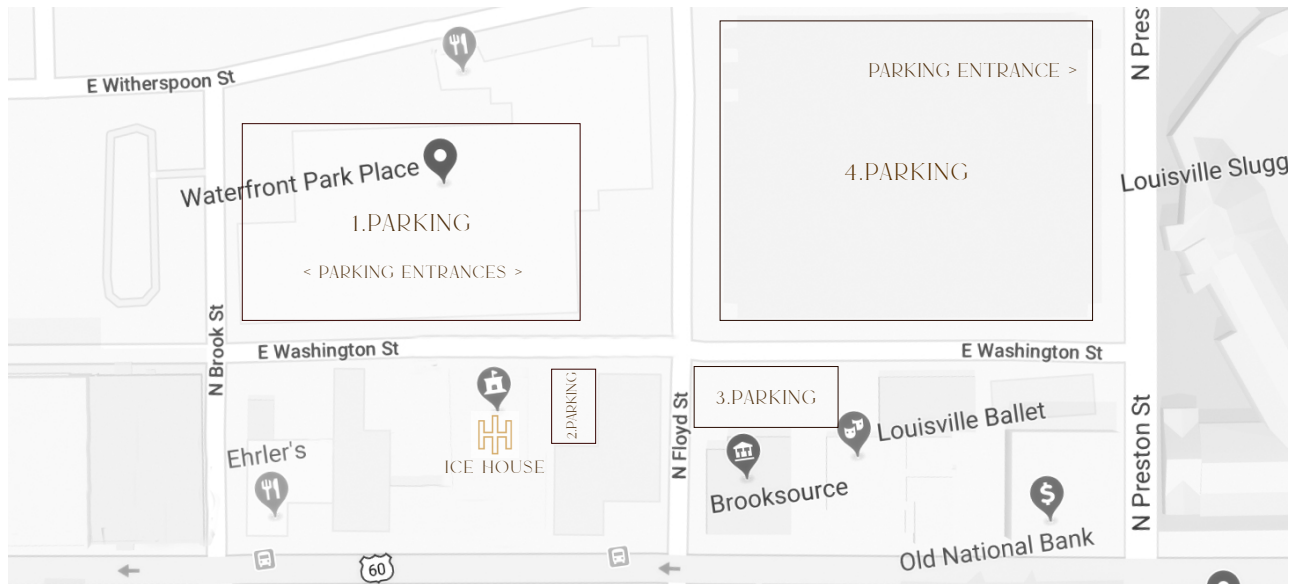 E Witherspoon St
N Pres
PARKING ENTRANCE >
Waterfront Park Place
4.PARKING
Louisville Slugg
1.PARKING
< PARKING ENTRANCES >
N Brook St
E Washington St
E Washington St
2.PARKING
3.PARKING
N Floyd St
N Preston St
Louisville Ballet
ICE HOUSE
Ehrler's
Brooksource
$
Old National Bank
60